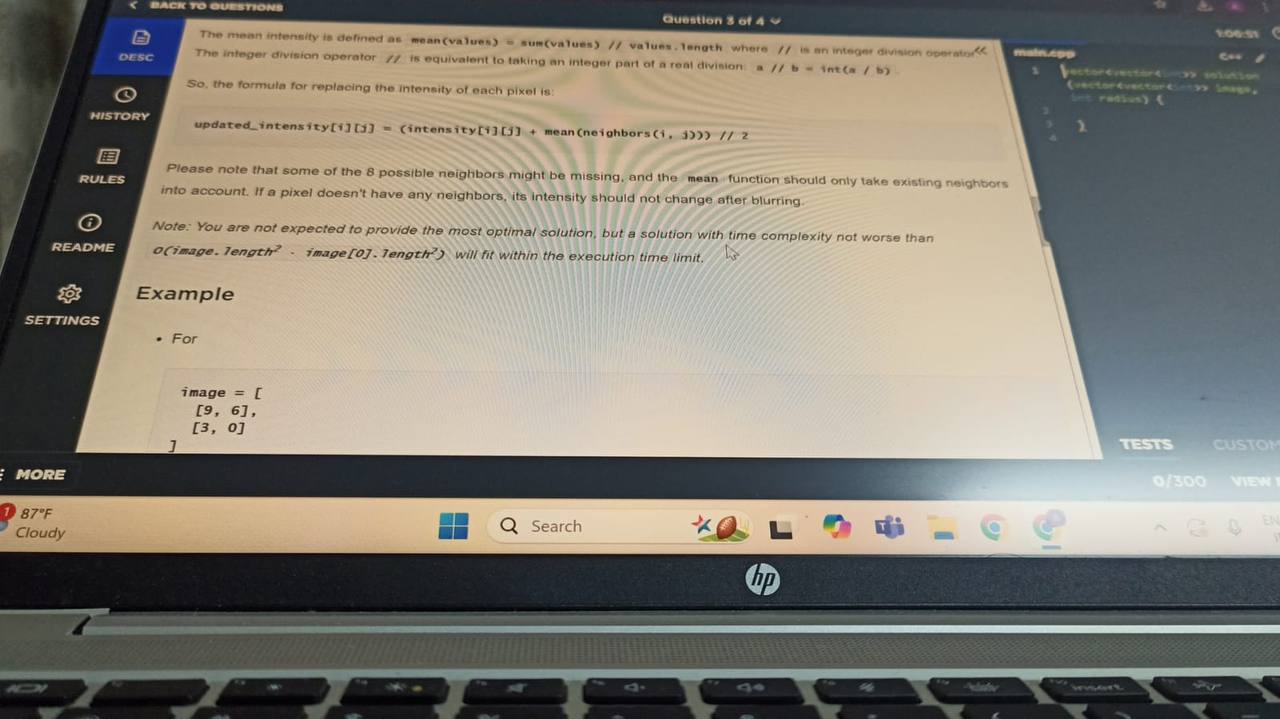 < BACK TO QUESTIONS
Question 3 of 4
1:06:51
DESC
HISTORY
RULES
README
SETTINGS
MORE
The mean intensity is defined as mean(values) = sum(values) // values.length where // is an integer division operator.
The integer division operator // is equivalent to taking an integer part of a real division: a // b = int(a / b) .
So, the formula for replacing the intensity of each pixel is:
updated_intensity[i][j] = (intensity[i][j] + mean(neighbors(i, j))) // 2
Please note that some of the 8 possible neighbors might be missing, and the mean function should only take existing neighbors
into account. If a pixel doesn't have any neighbors, its intensity should not change after blurring.
Note: You are not expected to provide the most optimal solution, but a solution with time complexity not worse than
O(image.length² · image[0].length²) will fit within the execution time limit.
Example
• For
image = [
[9, 6],
[3, 0]
]
main.cpp
C++
1 vector<vector<int>> solution
(vector<vector<int>> image,
int radius) {
2
3 }
4
TESTS
CUSTOM
0/300
VIEW
1
87°F
Cloudy
Search
hp
insert